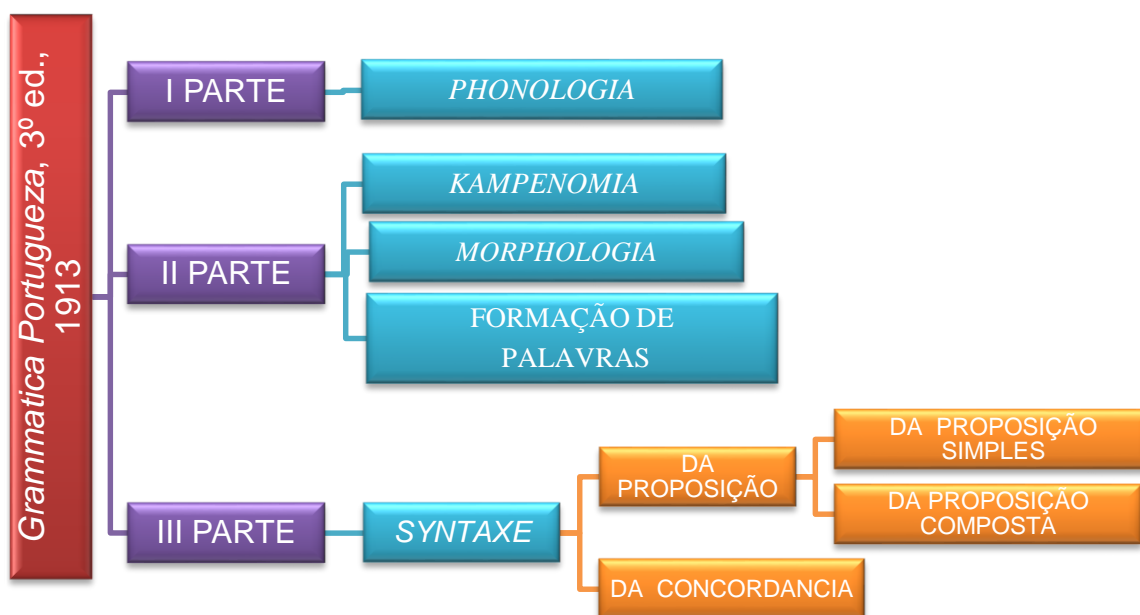 Grammatica Portugueza, 3º ed.,
1913
I PARTE
PHONOLOGIA
II PARTE
KAMPENOMIA
MORPHOLOGIA
FORMAÇÃO DE
PALAVRAS
III PARTE
SYNTAXE
DA
PROPOSIÇÃO
DA PROPOSIÇÃO
SIMPLES
DA PROPOSIÇÃO
COMPOSTA
DA CONCORDANCIA